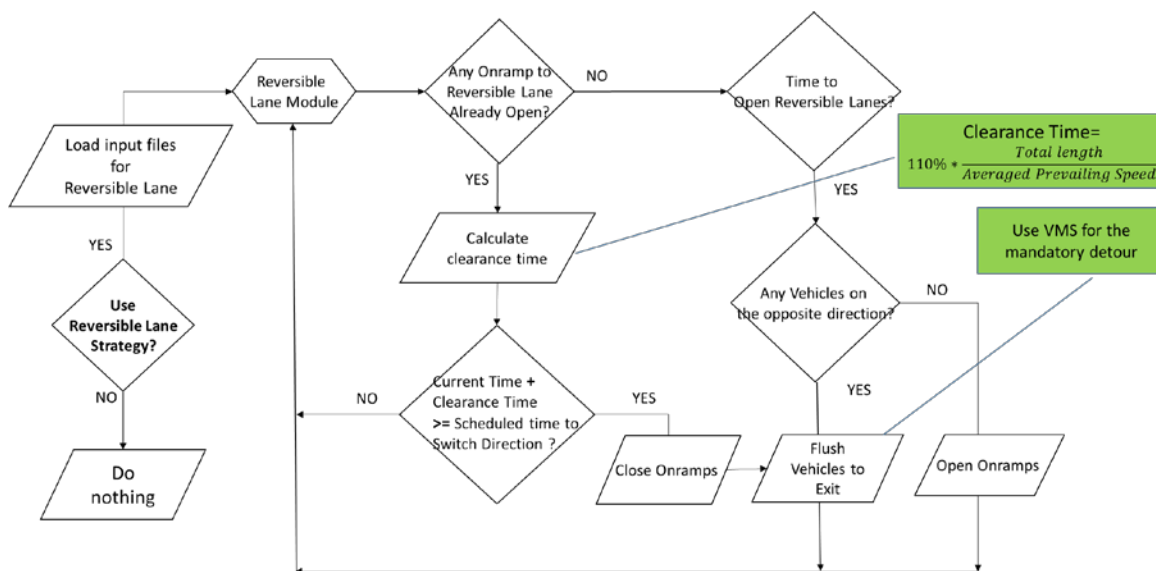 Reversible
Lane Module
Any Onramp to
Reversible Lane
Already Open?
NO
Time to
Open Reversible Lanes?
Load input files
for
Reversible Lane
Clearance Time=
110% * Total length
Averaged Prevailing Speed
YES
YES
Calculate
clearance time
Use VMS for the
mandatory detour
YES
Use
Reversible Lane
Strategy?
Any Vehicles on
the opposite direction?
NO
NO
Current Time +
Clearance Time
>= Scheduled time to
Switch Direction ?
NO
YES
YES
Do
nothing
Close Onramps
Flush
Vehicles to
Exit
Open Onramps